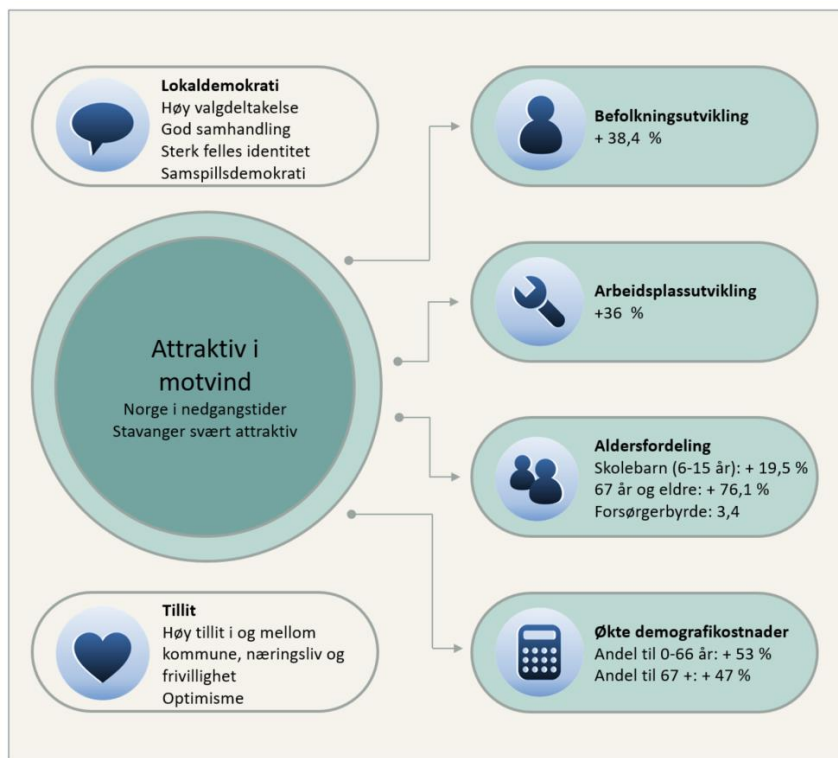 Lokaldemokrati
Høy valgdeltakelse
God samhandling
Sterk felles identitet
Samspillsdemokrati
Attraktiv i
motvind
Norge i nedgangstider
Stavanger svært attraktiv
Tillit
Høy tillit i og mellom
kommune, næringsliv og
frivillighet
Optimisme
Befolkningsutvikling
+ 38,4 %
Arbeidsplassutvikling
+36 %
Aldersfordeling
Skolebarn (6-15 år): + 19,5 %
67 år og eldre: + 76,1 %
Forsørgerbyrde: 3,4
Økte demografikostnader
Andel til 0-66 år: + 53 %
Andel til 67 +: + 47 %